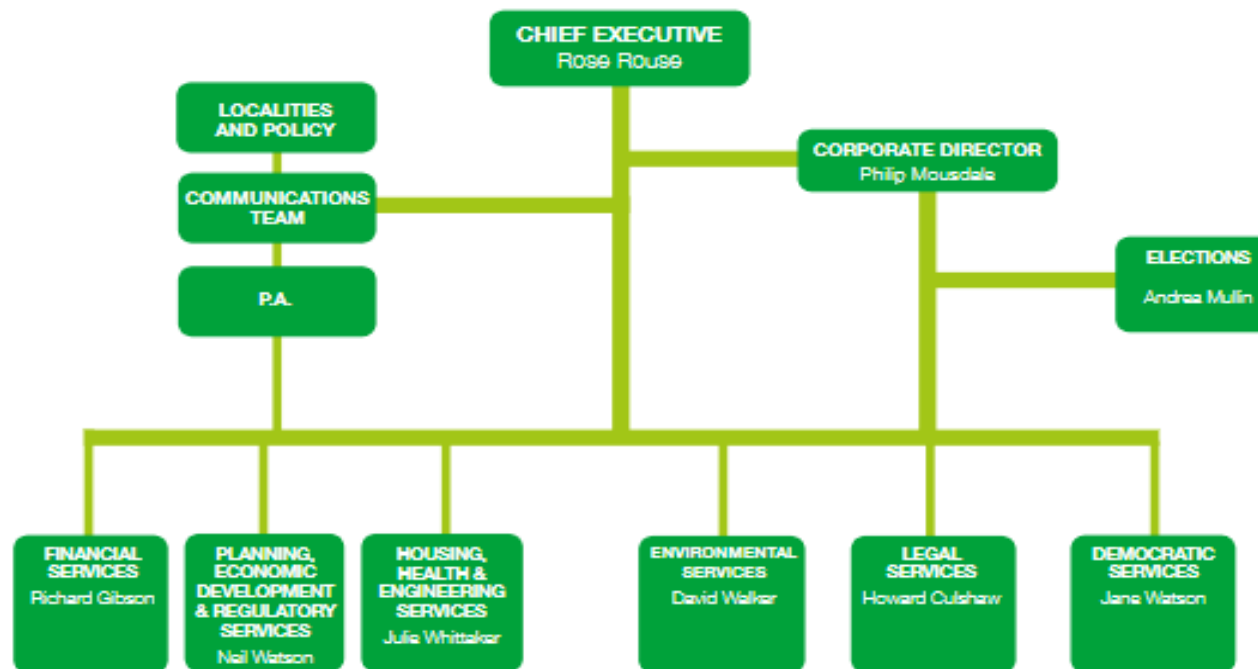 CHIEF EXECUTIVE
Rose Rouse
LOCALITIES
AND POLICY
CORPORATE DIRECTOR
Philip Mousdale
COMMUNICATIONS
TEAM
ELECTIONS
Andrea Mullin
P.A.
FINANCIAL
SERVICES
Richard Gibson
PLANNING,
ECONOMIC
DEVELOPMENT
& REGULATORY
SERVICES
Neil Watson
HOUSING,
HEALTH &
ENGINEERING
SERVICES
Julie Whittaker
ENVIRONMENTAL
SERVICES
David Walker
LEGAL
SERVICES
Howard Culshaw
DEMOCRATIC
SERVICES
Jane Watson